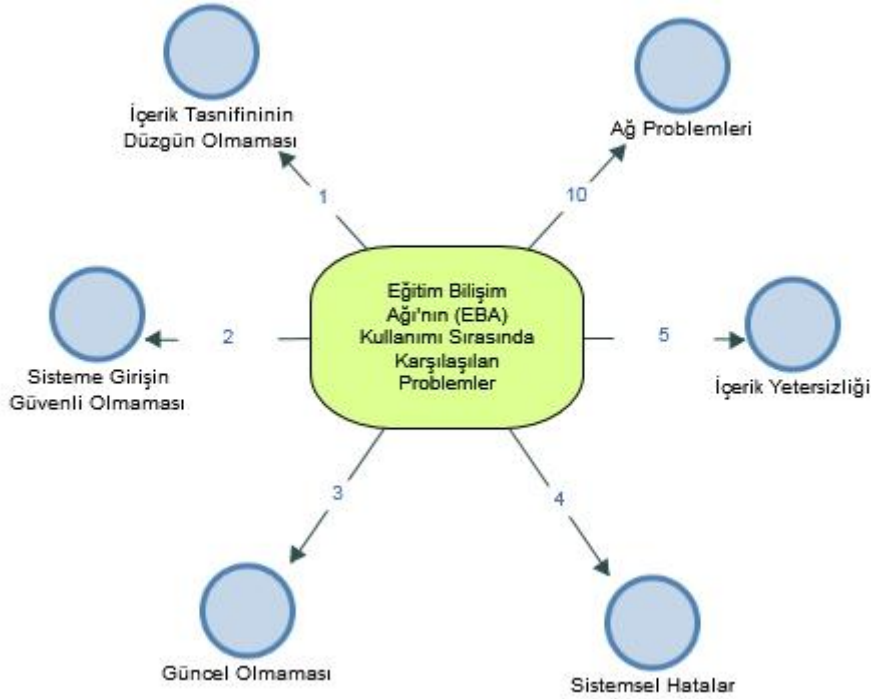 İçerik Tasnifininin
Düzgün Olmaması
Ağ Problemleri
1
10
Eğitim Bilişim
Ağı'nın (EBA)
Kullanımı Sırasında
Karşılaşılan
Problemler
2
5
Sisteme Girişin
Güvenli Olmaması
İçerik Yetersizliği
3
4
Güncel Olmaması
Sistemsel Hatalar